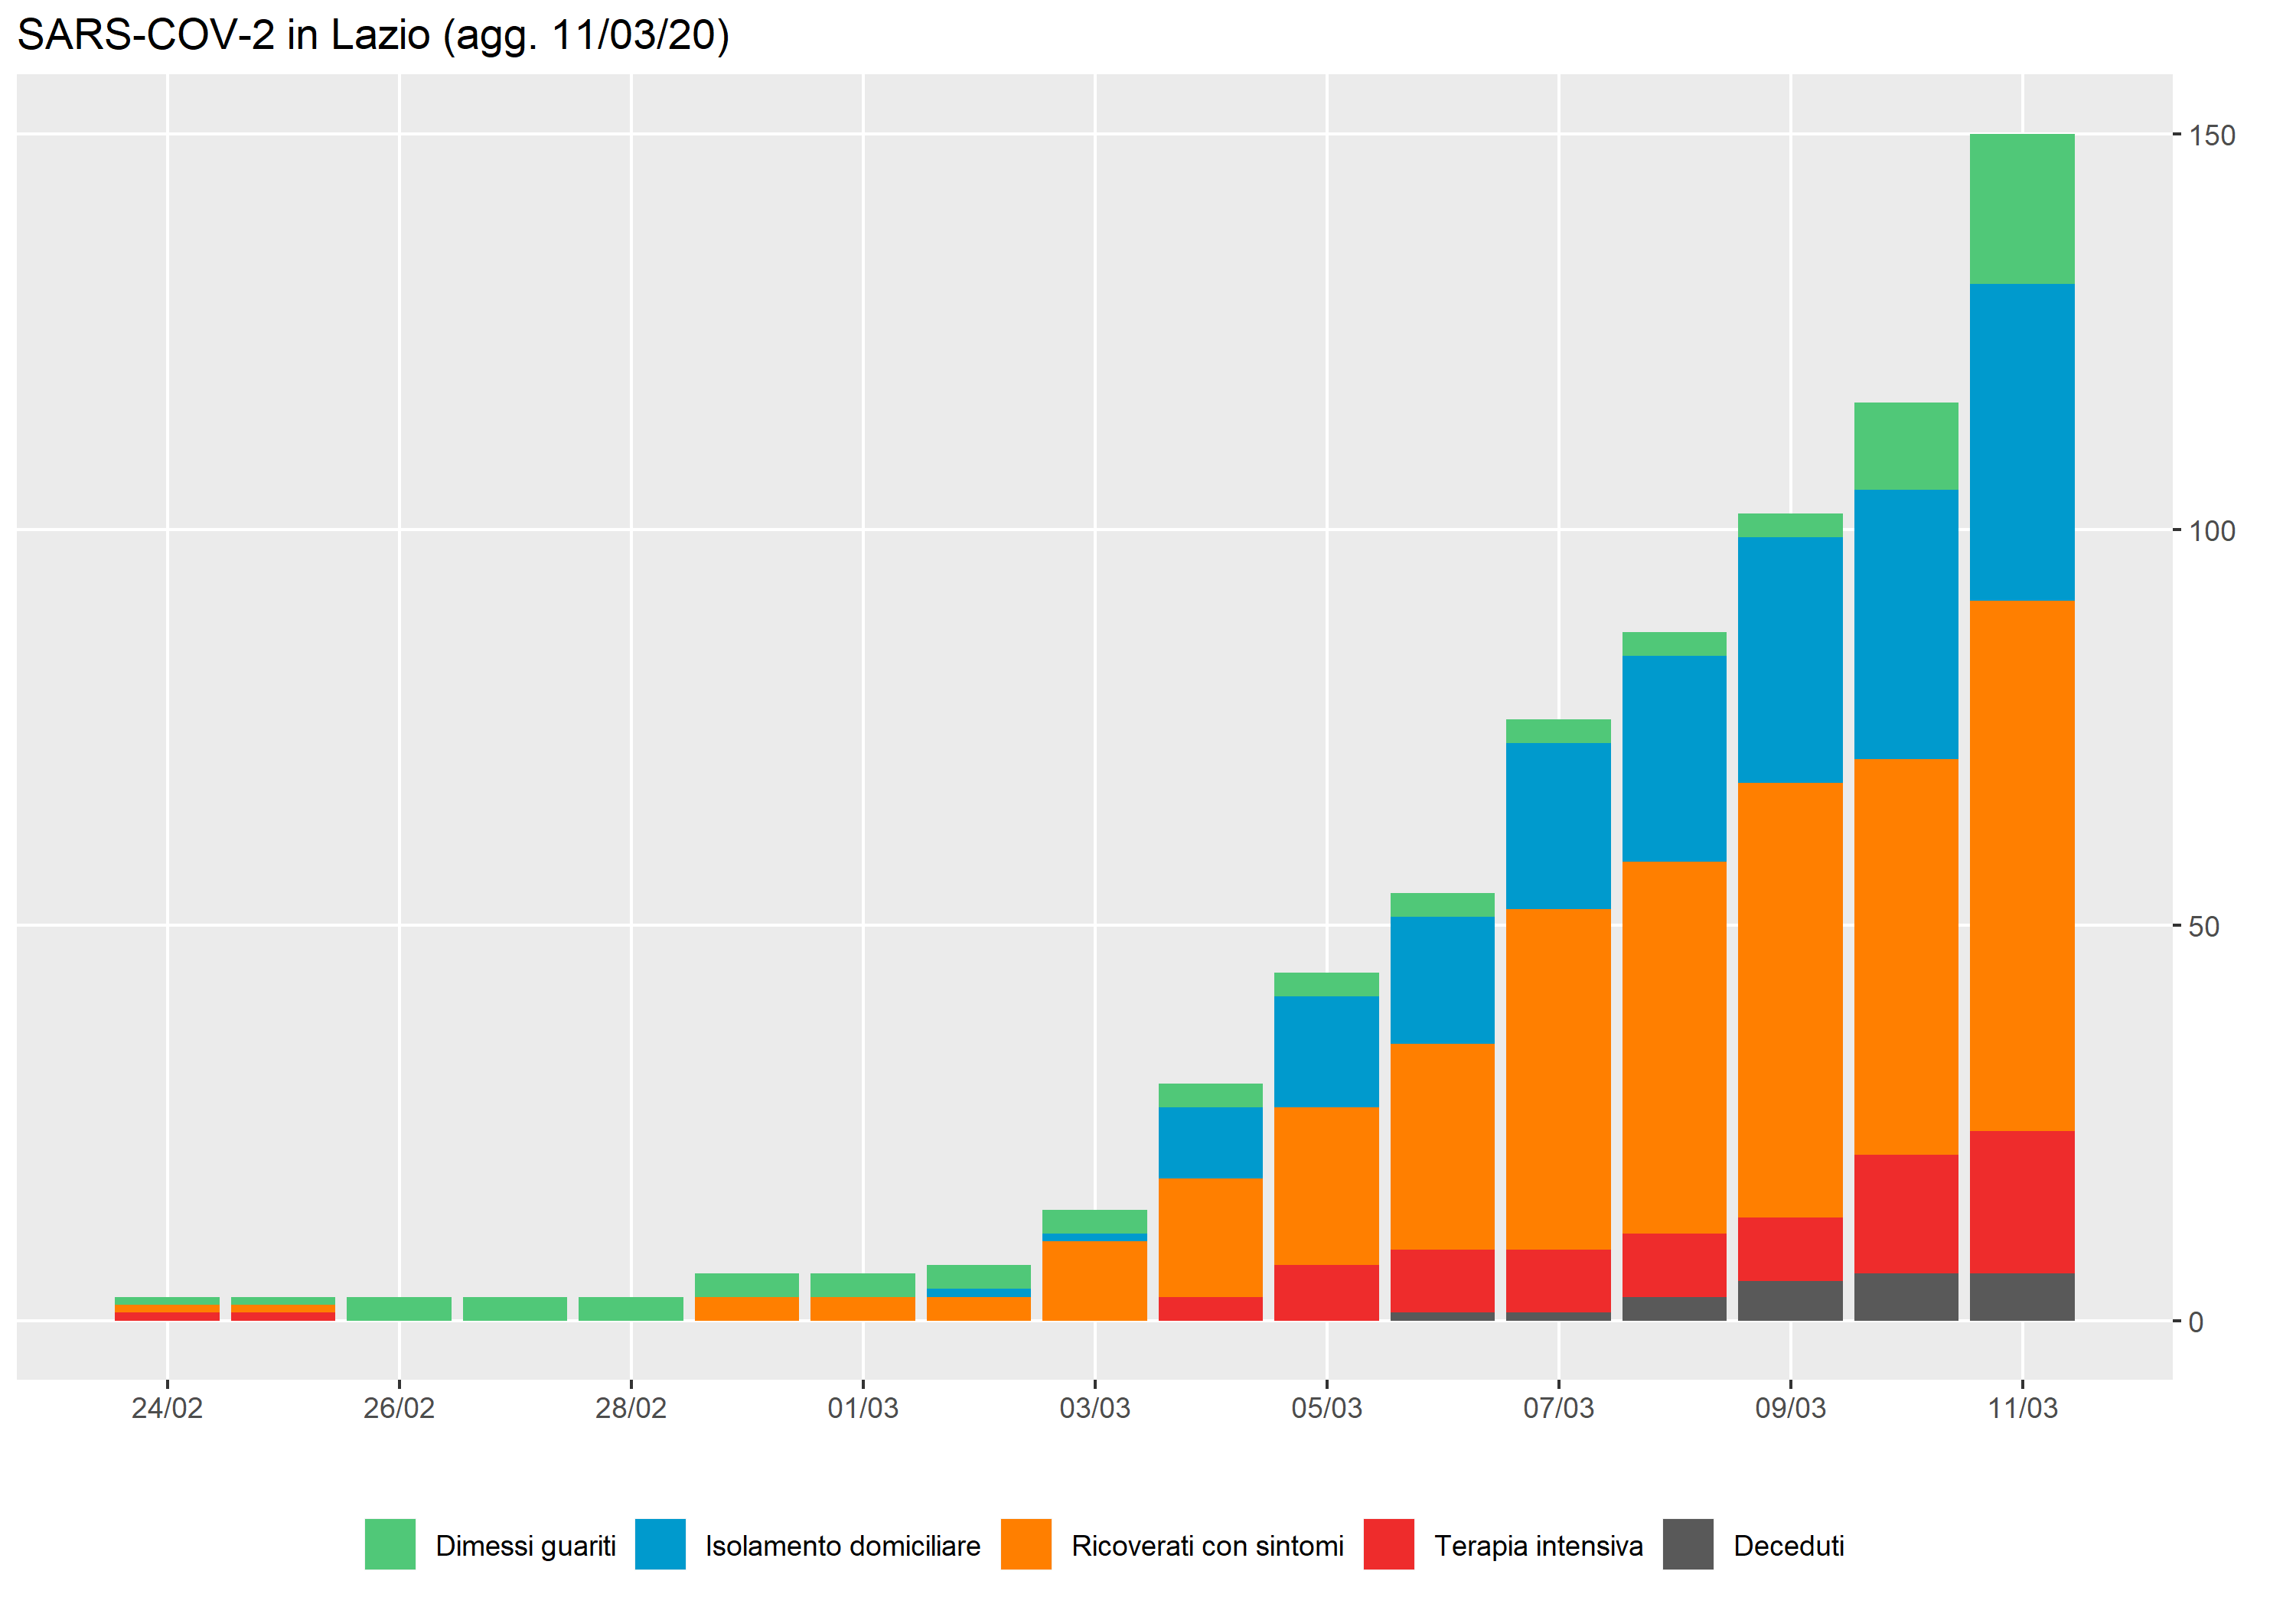 SARS-COV-2 in Lazio (agg. 11/03/20)
150
100
50
0
24/02 26/02 28/02 01/03 03/03 05/03 07/03 09/03 11/03
Dimessi guariti Isolamento domiciliare Ricoverati con sintomi Terapia intensiva Deceduti